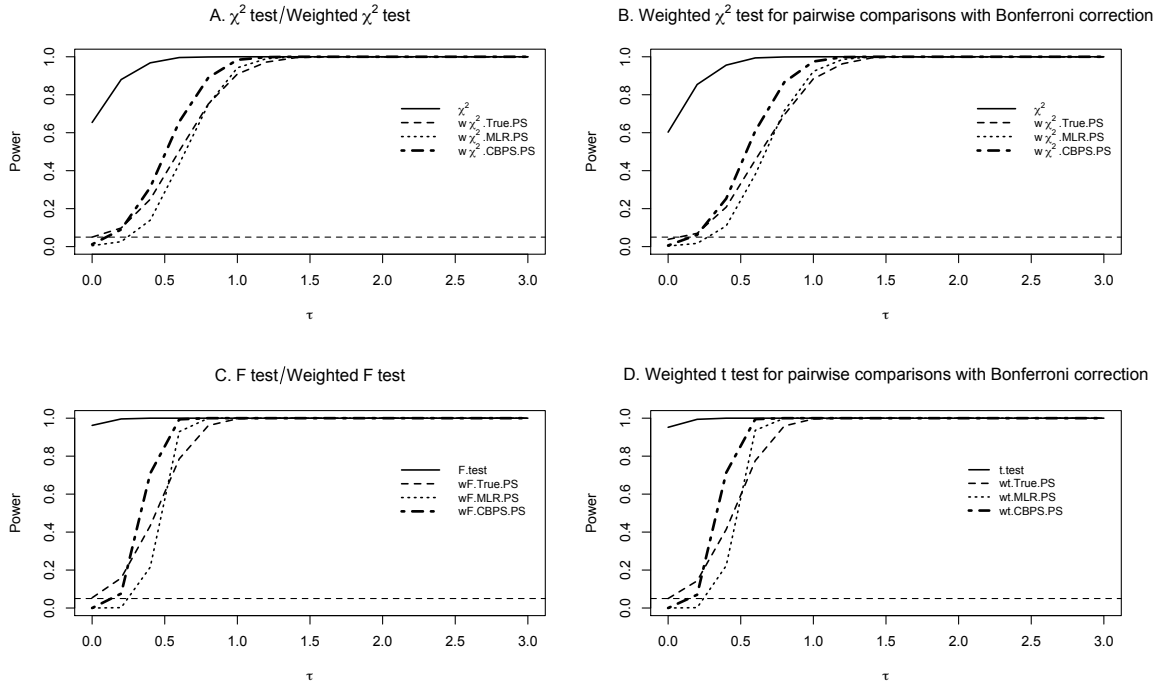 A. χ² test/Weighted χ² test
Power
0.0 0.2 0.4 0.6 0.8 1.0
χ²
w χ².True.PS
w χ².MLR.PS
w χ².CBPS.PS
0.0 0.5 1.0 1.5 2.0 2.5 3.0
τ
B. Weighted χ² test for pairwise comparisons with Bonferroni correction
Power
0.0 0.2 0.4 0.6 0.8 1.0
χ²
w χ².True.PS
w χ².MLR.PS
w χ².CBPS.PS
0.0 0.5 1.0 1.5 2.0 2.5 3.0
τ
C. F test/Weighted F test
Power
0.0 0.2 0.4 0.6 0.8 1.0
F.test
wF.True.PS
wF.MLR.PS
wF.CBPS.PS
0.0 0.5 1.0 1.5 2.0 2.5 3.0
τ
D. Weighted t test for pairwise comparisons with Bonferroni correction
Power
0.0 0.2 0.4 0.6 0.8 1.0
t.test
wt.True.PS
wt.MLR.PS
wt.CBPS.PS
0.0 0.5 1.0 1.5 2.0 2.5 3.0
τ